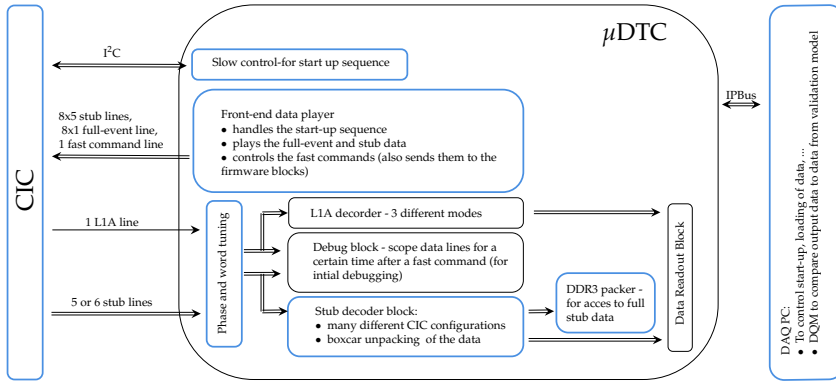 µDTC
I²C
Slow control-for start up sequence
IPBus
CIC
8x5 stub lines,
8x1 full-event line,
1 fast command line
Front-end data player
• handles the start-up sequence
• plays the full-event and stub data
• controls the fast commands (also sends them to the
firmware blocks)
1 L1A line
5 or 6 stub lines
Phase and word tuning
L1A decorder - 3 different modes
Debug block - scope data lines for a
certain time after a fast command (for
intial debugging)
Stub decoder block:
• many different CIC configurations
• boxcar unpacking of the data
DDR3 packer -
for acces to full
stub data
Data Readout Block
DAQ PC:
• To control start-up, loading of data, ...
• DQM to compare output data to data from validation model